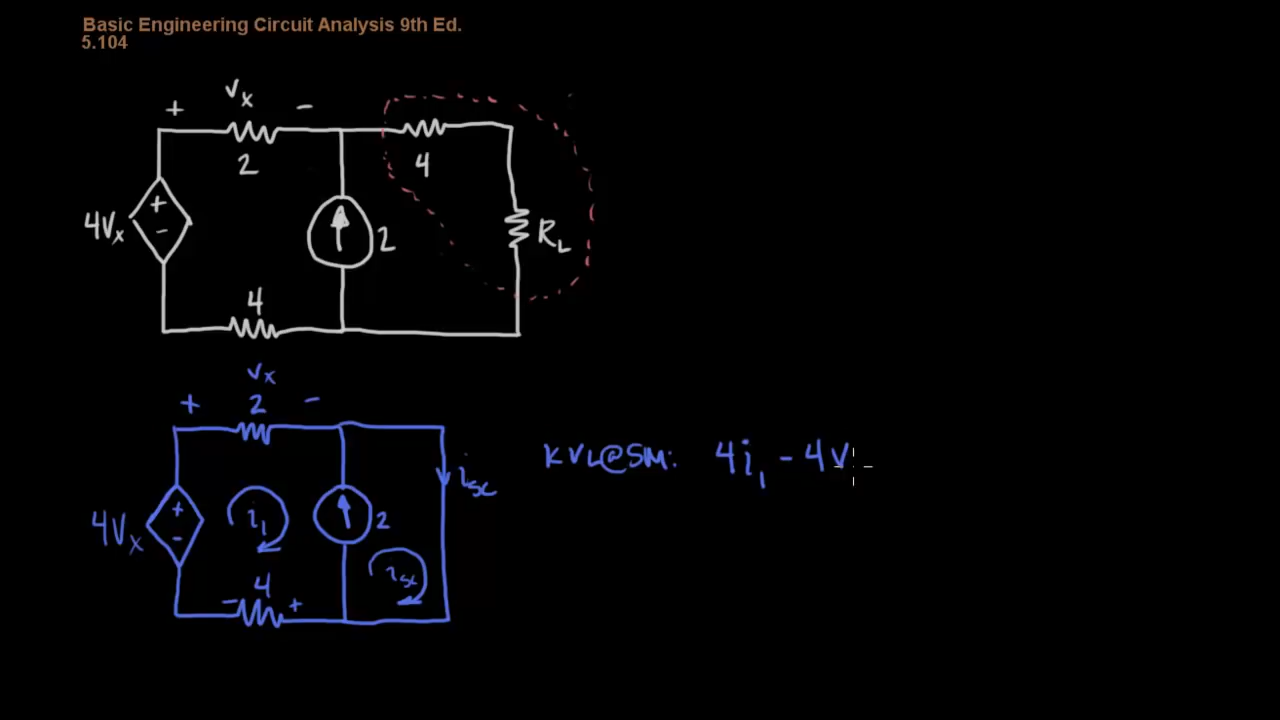 Basic Engineering Circuit Analysis 9th Ed.
5.104
+ Vx -
2
4
4Vx
+
-
2
RL
4
Vx
+ 2 -
isc
KVL@SM: 4i1 - 4V
4Vx
+
-
i1
2
isc
4
- +